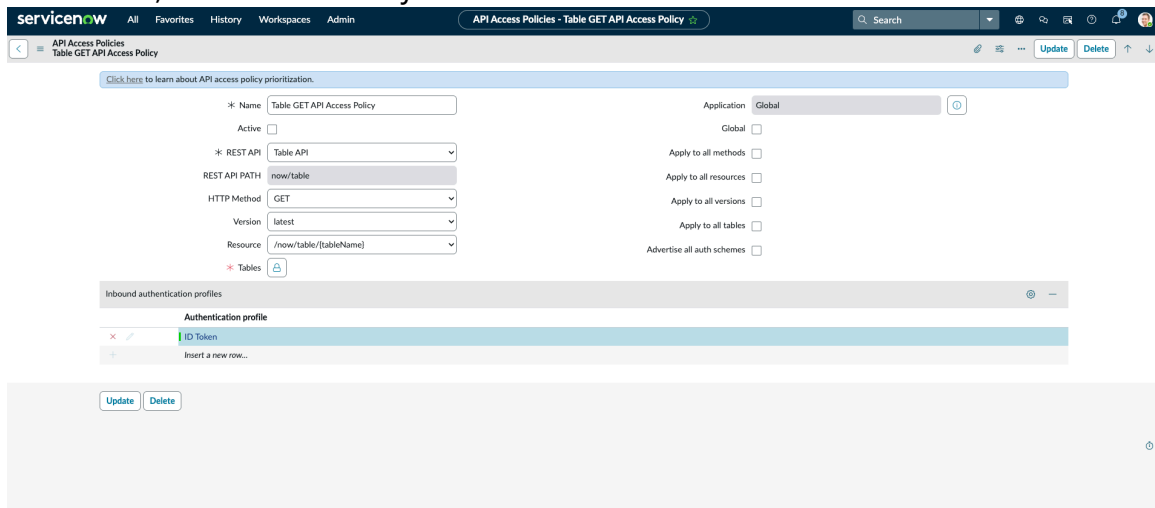 servicenow All Favorites History Workspaces Admin API Access Policies - Table GET API Access Policy Search 8
API Access Policies
Table GET API Access Policy
Update Delete
Click here to learn about API access policy prioritization.
Name Table GET API Access Policy Application Global
Active Global
REST API Table API Apply to all methods
REST API PATH now/table Apply to all resources
HTTP Method GET Apply to all versions
Version latest Apply to all tables
Resource /now/table/{tableName} Advertise all auth schemes
Tables
Inbound authentication profiles
Authentication profile
ID Token
Insert a new row...
Update Delete